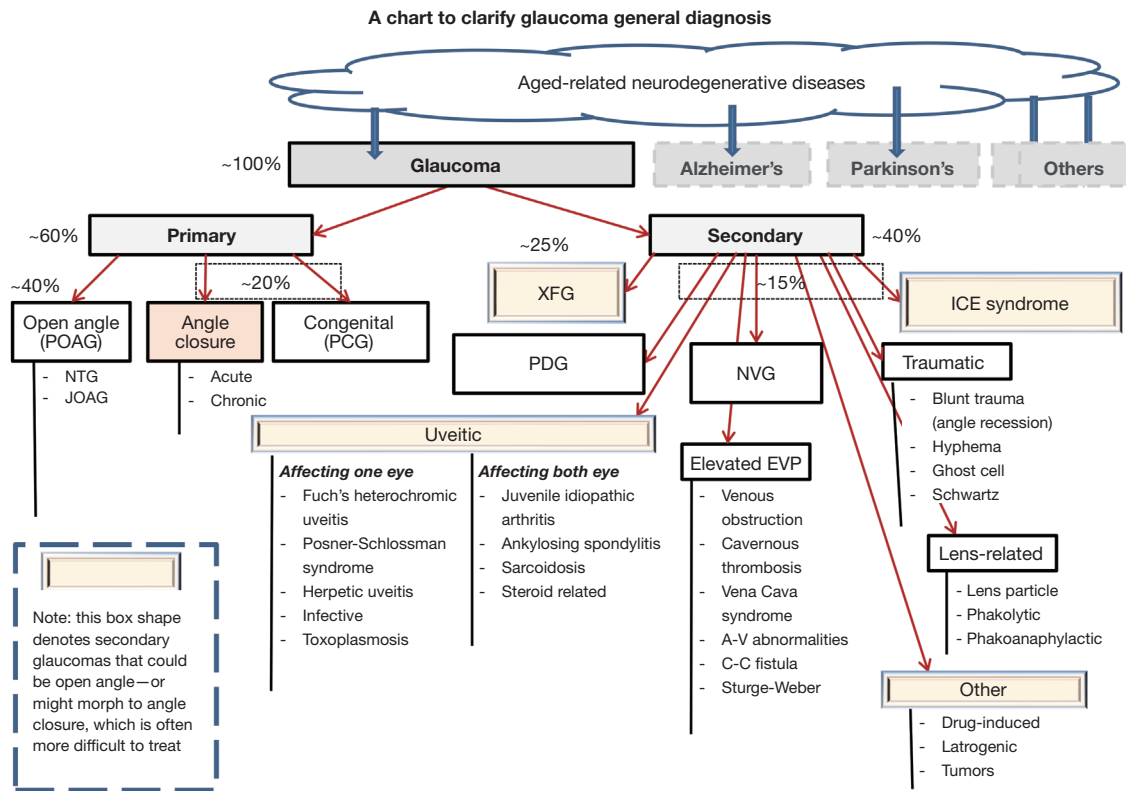 A chart to clarify glaucoma general diagnosis
Aged-related neurodegenerative diseases
~100%
Glaucoma
Alzheimer's
Parkinson's
Others
~60%
Primary
Secondary
~40%
~40%
~20%
~25%
~15%
Open angle
(POAG)
Angle
closure
Congenital
(PCG)
XFG
ICE syndrome
- NTG
- JOAG
- Acute
- Chronic
PDG
NVG
Traumatic
- Blunt trauma
(angle recession)
- Hyphema
- Ghost cell
- Schwartz
Uveitic
Affecting one eye
- Fuch's heterochromic
uveitis
- Posner-Schlossman
syndrome
- Herpetic uveitis
- Infective
- Toxoplasmosis
Affecting both eye
- Juvenile idiopathic
arthritis
- Ankylosing spondylitis
- Sarcoidosis
- Steroid related
Elevated EVP
- Venous
obstruction
- Cavernous
thrombosis
- Vena Cava
syndrome
- A-V abnormalities
- C-C fistula
- Sturge-Weber
Lens-related
- Lens particle
- Phakolytic
- Phakoanaphylactic
Other
- Drug-induced
- Latrogenic
- Tumors
Note: this box shape
denotes secondary
glaucomas that could
be open angle—or
might morph to angle
closure, which is often
more difficult to treat